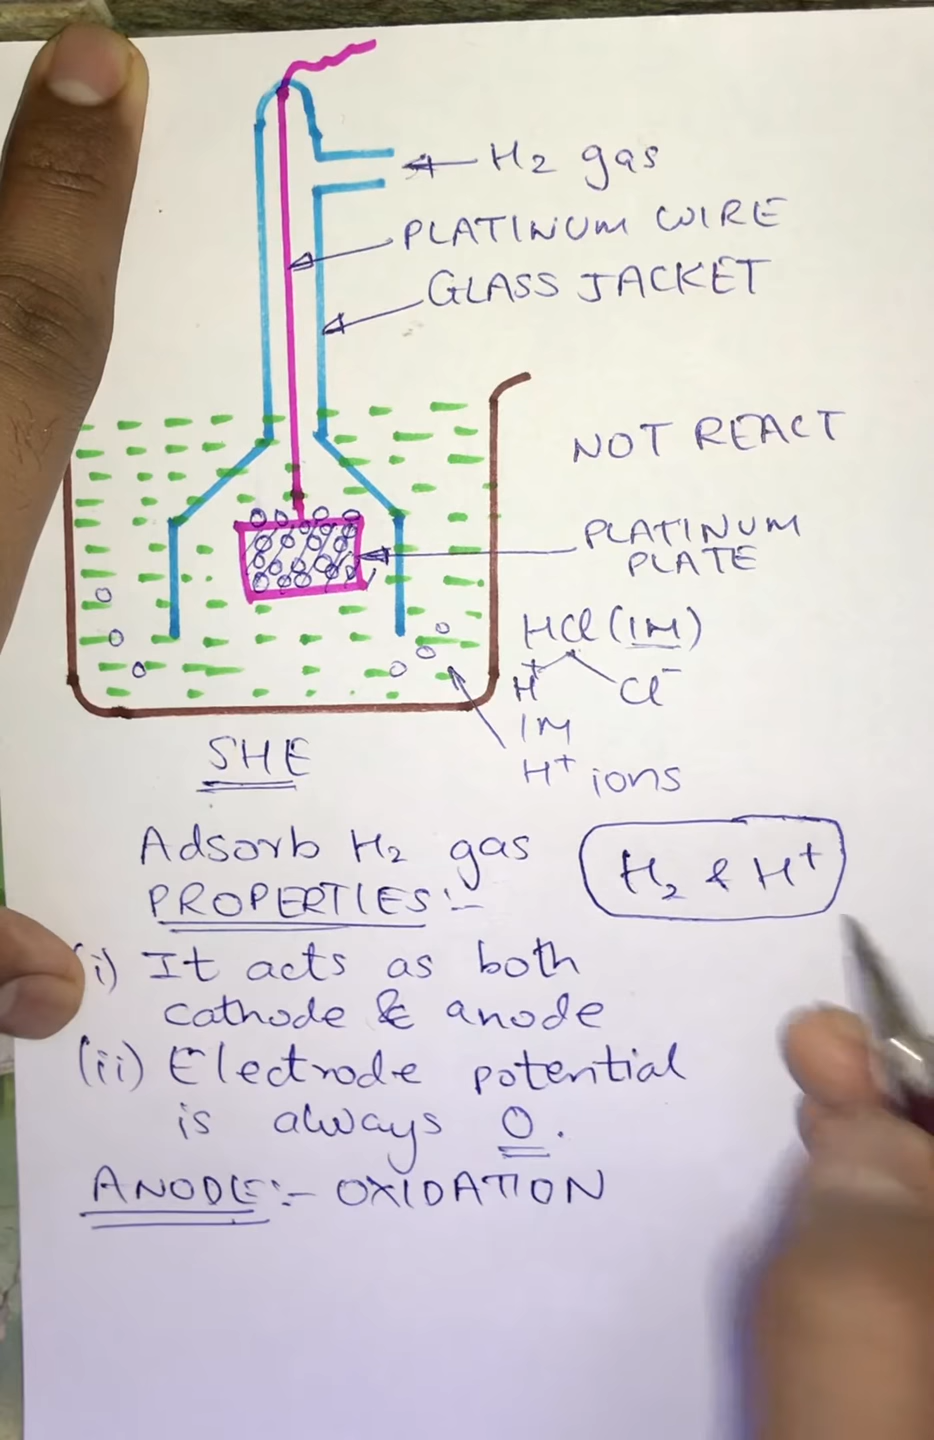 H2 gas
PLATINUM WIRE
GLASS JACKET
NOT REACT
PLATINUM
PLATE
HCl (1M)
H+ Cl-
1M
H+ ions
SHE
Adsorb H2 gas
H2 & H+
PROPERTIES:-
(i) It acts as both
cathode & anode
(ii) Electrode potential
is always 0.
ANODE:- OXIDATION